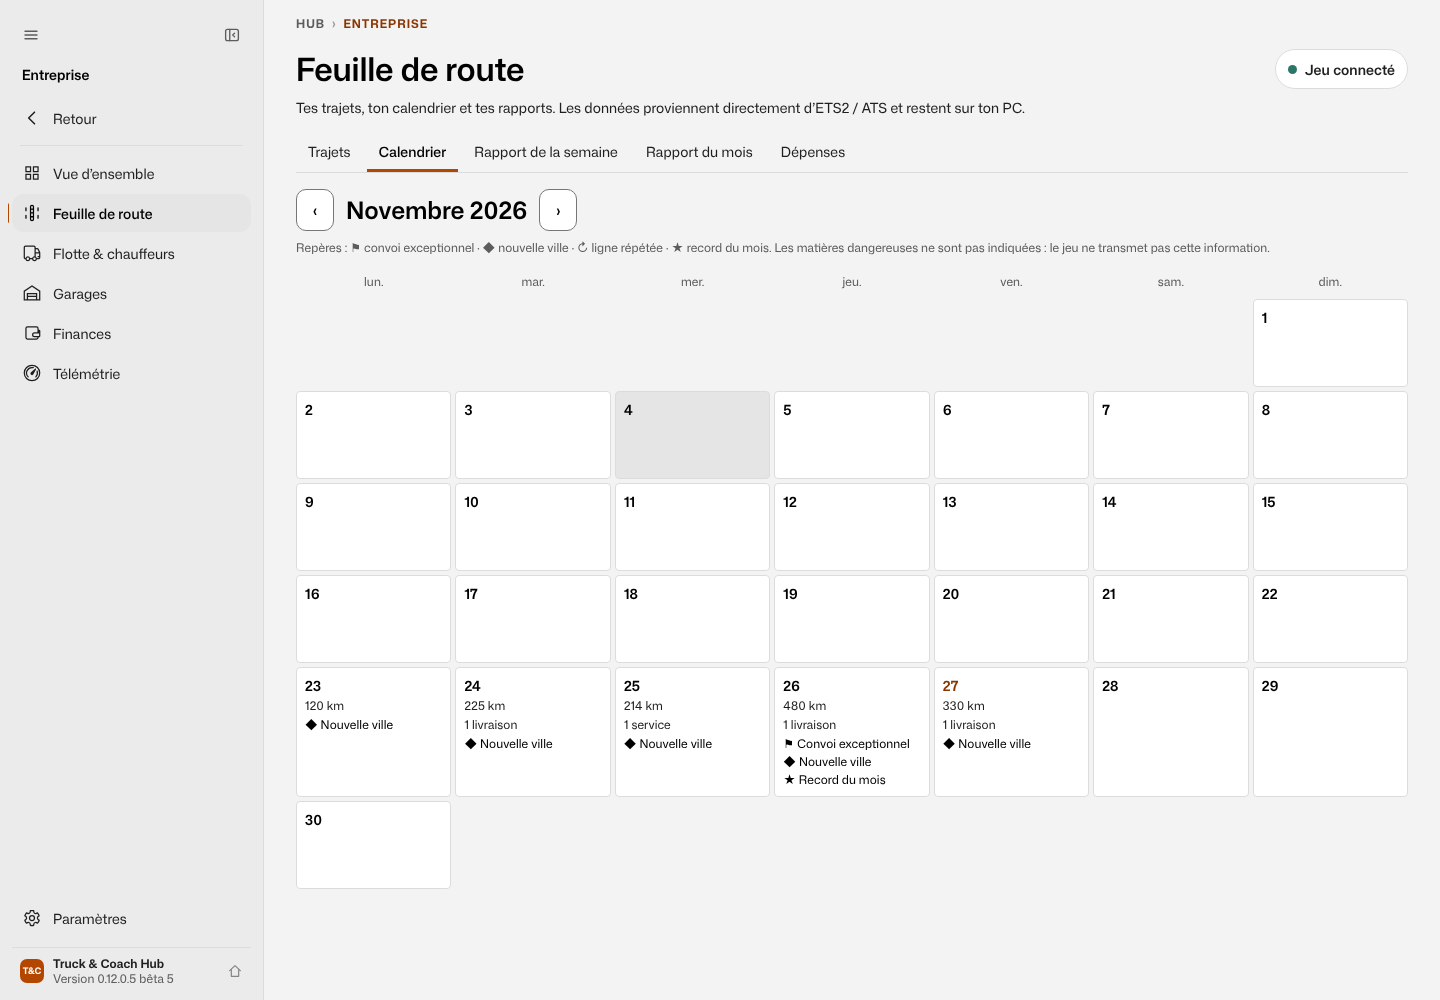 HUB › ENTREPRISE
Entreprise
Retour
Vue d'ensemble
Feuille de route
Flotte & chauffeurs
Garages
Finances
Télémétrie
Paramètres
T&C
Truck & Coach Hub
Version 0.12.0.5 bêta 5
Feuille de route
Jeu connecté
Tes trajets, ton calendrier et tes rapports. Les données proviennent directement d'ETS2 / ATS et restent sur ton PC.
Trajets Calendrier Rapport de la semaine Rapport du mois Dépenses
‹ Novembre 2026 ›
Repères : ⚑ convoi exceptionnel · ◆ nouvelle ville · ↻ ligne répétée · ★ record du mois. Les matières dangereuses ne sont pas indiquées : le jeu ne transmet pas cette information.
lun. mar. mer. jeu. ven. sam. dim.
1
2 3 4 5 6 7 8
9 10 11 12 13 14 15
16 17 18 19 20 21 22
23
120 km
◆ Nouvelle ville
24
225 km
1 livraison
◆ Nouvelle ville
25
214 km
1 service
◆ Nouvelle ville
26
480 km
1 livraison
⚑ Convoi exceptionnel
◆ Nouvelle ville
★ Record du mois
27
330 km
1 livraison
◆ Nouvelle ville
28
29
30